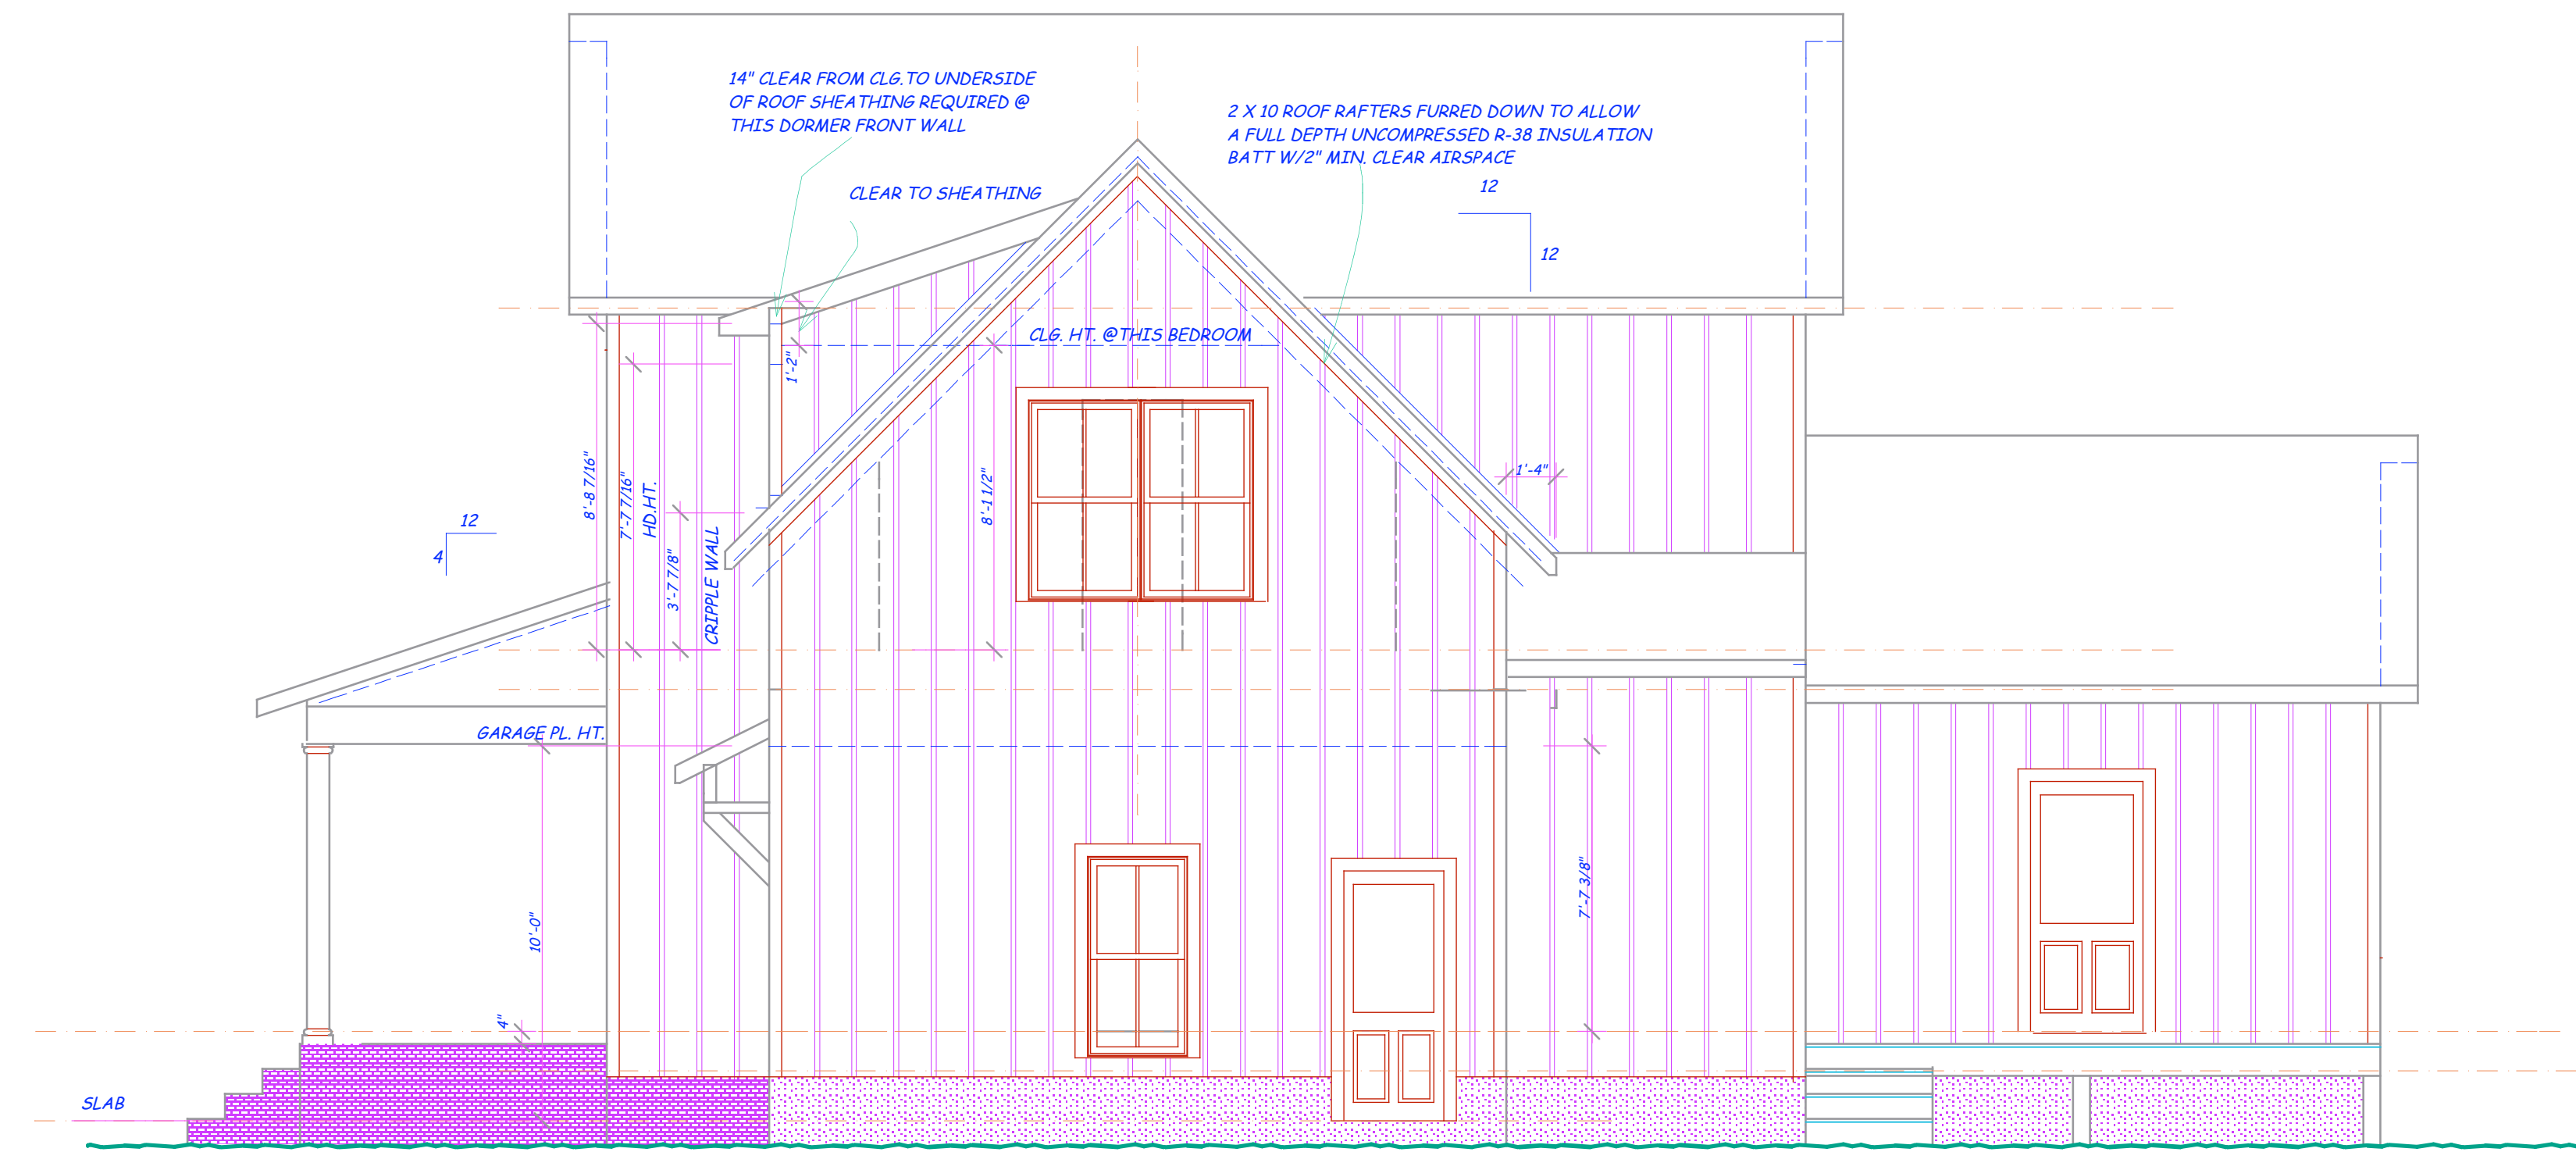 14" CLEAR FROM CLG.TO UNDERSIDE
OF ROOF SHEATHING REQUIRED @
THIS DORMER FRONT WALL
2 X 10 ROOF RAFTERS FURRED DOWN TO ALLOW
A FULL DEPTH UNCOMPRESSED R-38 INSULATION
BATT W/2" MIN. CLEAR AIRSPACE
CLEAR TO SHEATHING
12
12
CLG. HT. @THIS BEDROOM
1'-2"
8'-8 7/16"
7'-7 7/16"
HD.HT.
3'-7 7/8"
CRIPPLE WALL
8'-1 1/2"
1'-4"
12
4
GARAGE PL. HT.
10'-0"
4"
7'-7 3/8"
SLAB